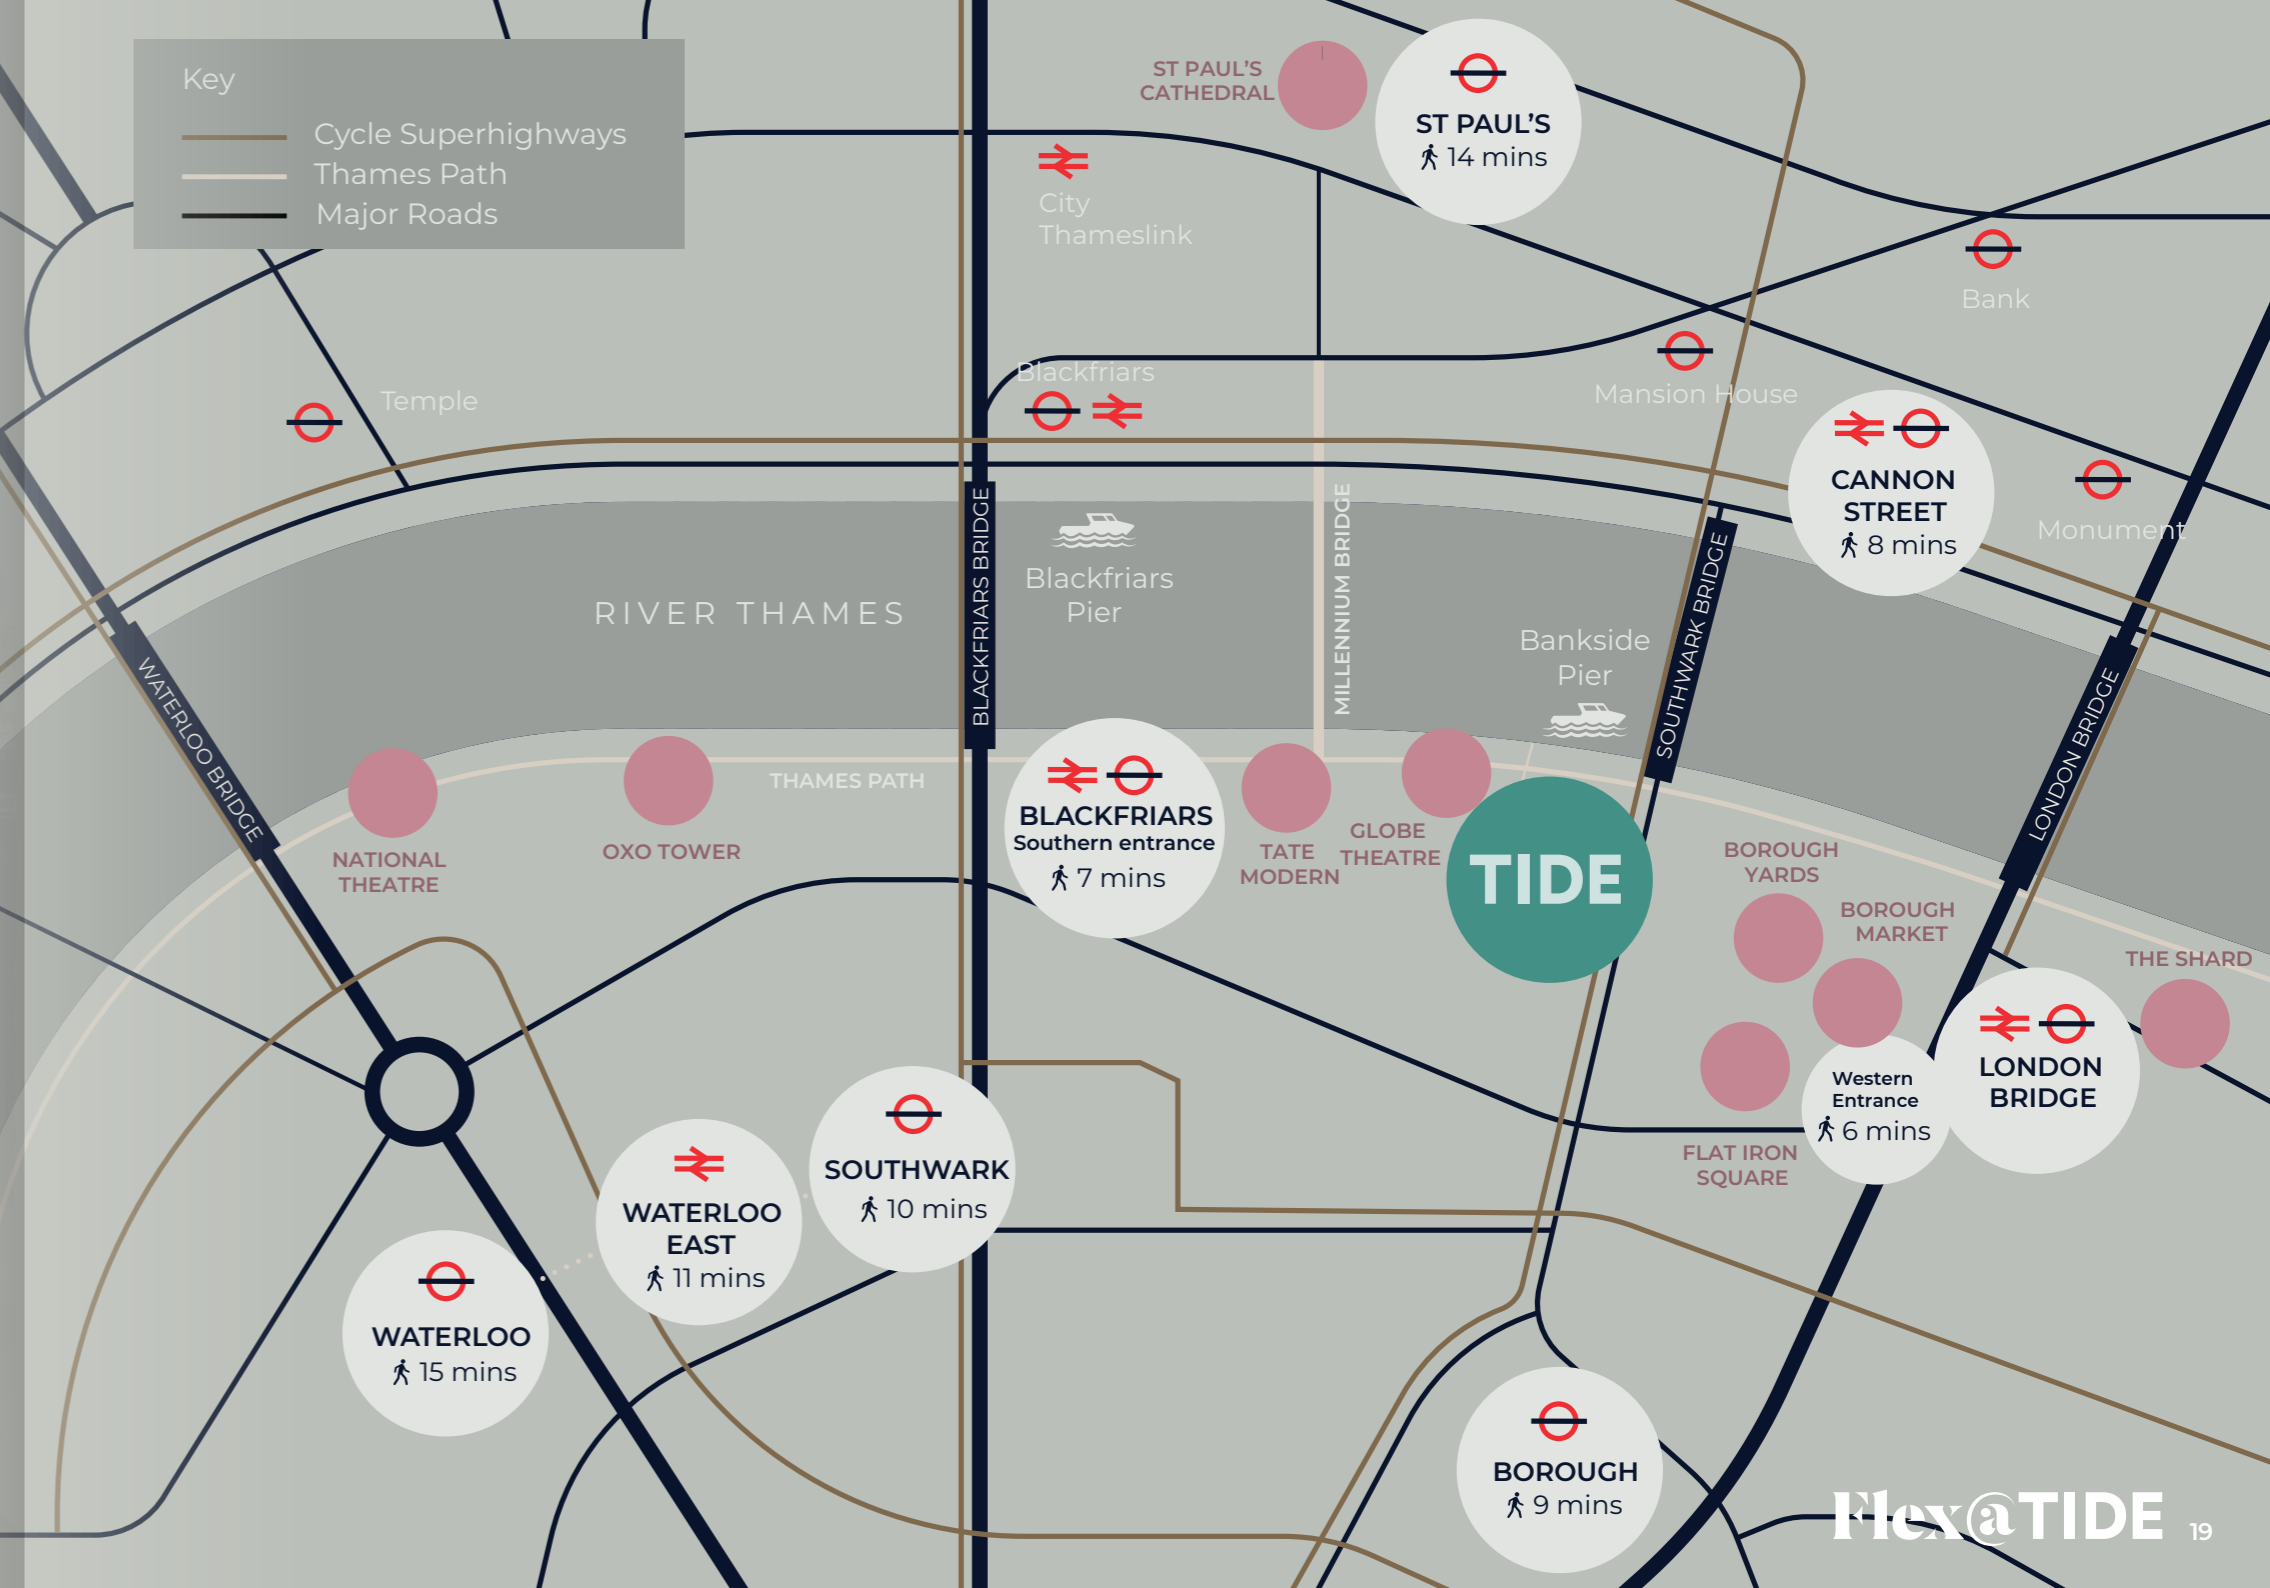 Key
Cycle Superhighways
Thames Path
Major Roads
ST PAUL'S
CATHEDRAL
ST PAUL'S
14 mins
City
Thameslink
Bank
Blackfriars
Mansion House
Temple
CANNON
STREET
8 mins
Monument
RIVER THAMES
BLACKFRIARS BRIDGE
Blackfriars
Pier
MILLENNIUM BRIDGE
Bankside
Pier
SOUTHWARK BRIDGE
WATERLOO BRIDGE
LONDON BRIDGE
THAMES PATH
NATIONAL
THEATRE
OXO TOWER
BLACKFRIARS
Southern entrance
7 mins
TATE
MODERN
GLOBE
THEATRE
TIDE
BOROUGH
YARDS
BOROUGH
MARKET
THE SHARD
LONDON
BRIDGE
Western
Entrance
6 mins
FLAT IRON
SQUARE
SOUTHWARK
10 mins
WATERLOO
EAST
11 mins
WATERLOO
15 mins
BOROUGH
9 mins
Flex@TIDE
19